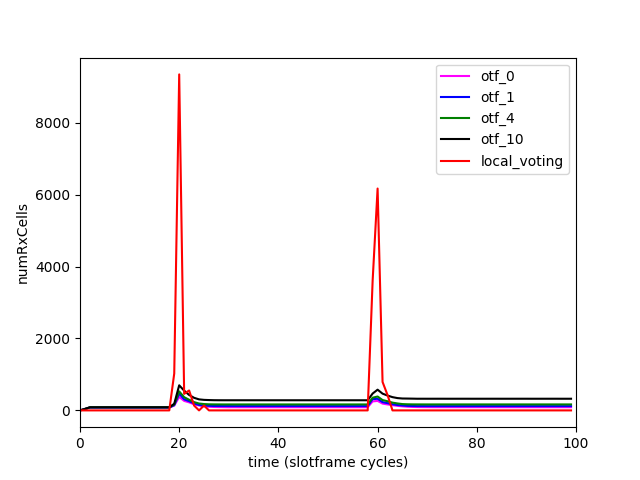 otf_0
otf_1
otf_4
otf_10
local_voting
8000
6000
4000
2000
0
numRxCells
0 20 40 60 80 100
time (slotframe cycles)